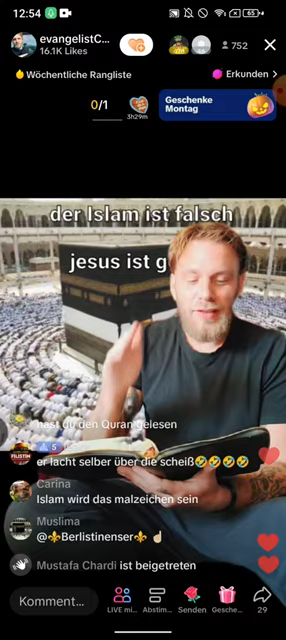 12:54
65
evangelistC...
16.1K Likes
752
Wöchentliche Rangliste
Erkunden >
0/1
3h29m
Geschenke
Montag
der Islam ist falsch
jesus ist g
hast du den Quran gelesen
FILISTIN
5
er lacht selber über die scheiß🤣🤣🤣🤣
Carina
Islam wird das malzeichen sein
Muslima
@⚜Berlistinenser⚜☝🏼
Mustafa Chardi ist beigetreten
Komment...
LIVE mi...
Abstim...
Senden
Gesche...
29